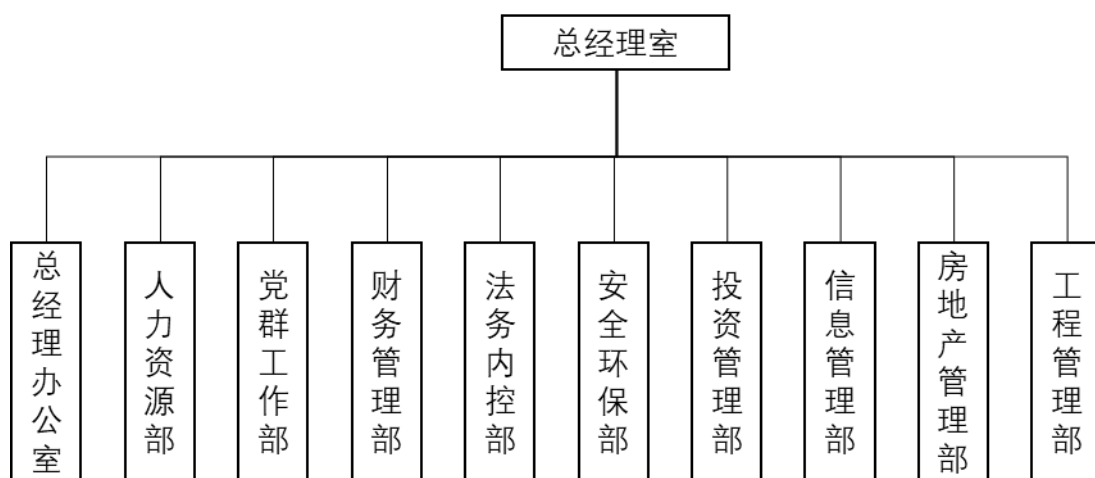 总经理室
总经理办公室
人力资源部
党群工作部
财务管理部
法务内控部
安全环保部
投资管理部
信息管理部
房地产管理部
工程管理部